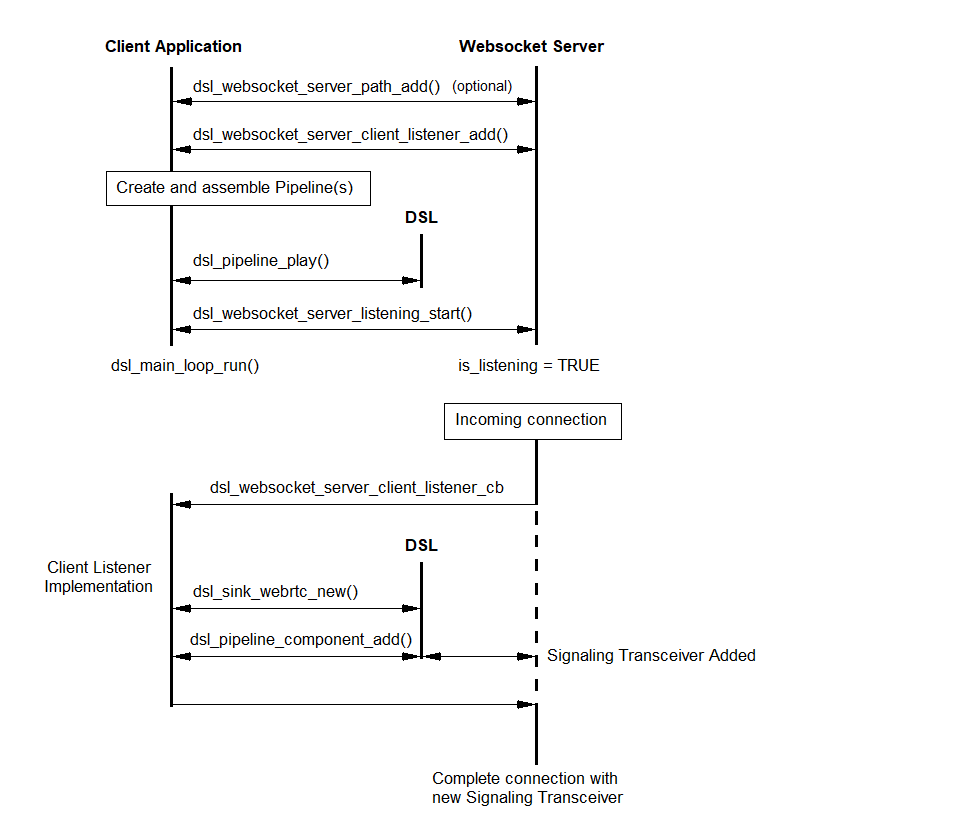 Client Application
Websocket Server
dsl_websocket_server_path_add() (optional)
dsl_websocket_server_client_listener_add()
Create and assemble Pipeline(s)
DSL
dsl_pipeline_play()
dsl_websocket_server_listening_start()
dsl_main_loop_run()
is_listening = TRUE
Incoming connection
dsl_websocket_server_client_listener_cb
DSL
Client Listener
Implementation
dsl_sink_webrtc_new()
dsl_pipeline_component_add()
Signaling Transceiver Added
Complete connection with
new Signaling Transceiver